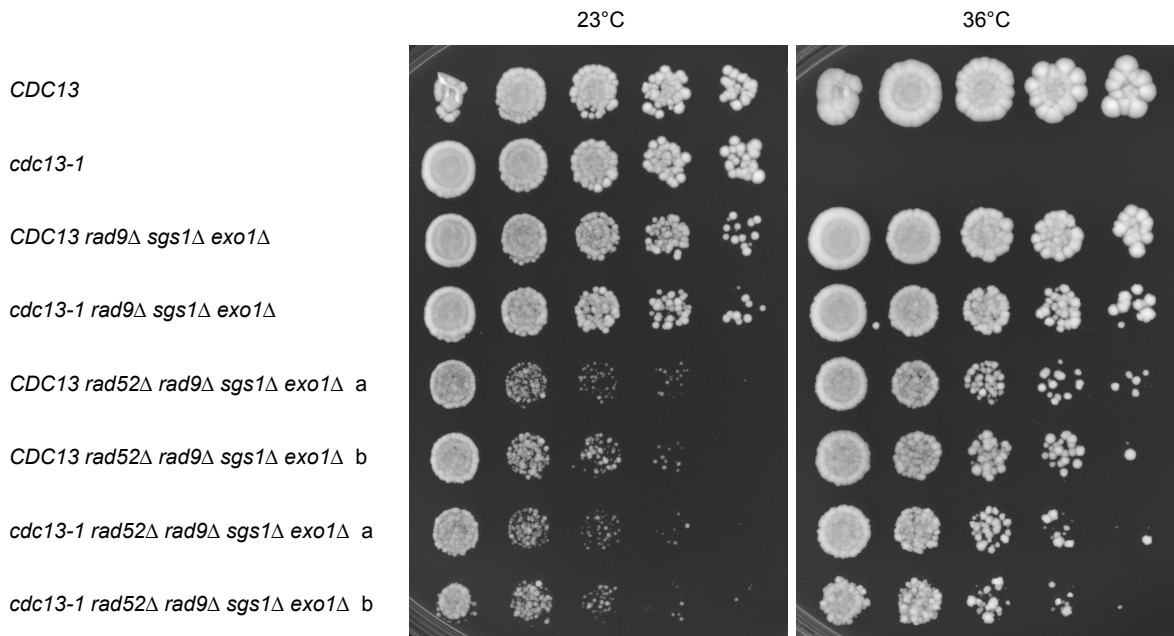 23°C
36°C
CDC13
cdc13-1
CDC13 rad9Δ sgs1Δ exo1Δ
cdc13-1 rad9Δ sgs1Δ exo1Δ
CDC13 rad52Δ rad9Δ sgs1Δ exo1Δ a
CDC13 rad52Δ rad9Δ sgs1Δ exo1Δ b
cdc13-1 rad52Δ rad9Δ sgs1Δ exo1Δ a
cdc13-1 rad52Δ rad9Δ sgs1Δ exo1Δ b